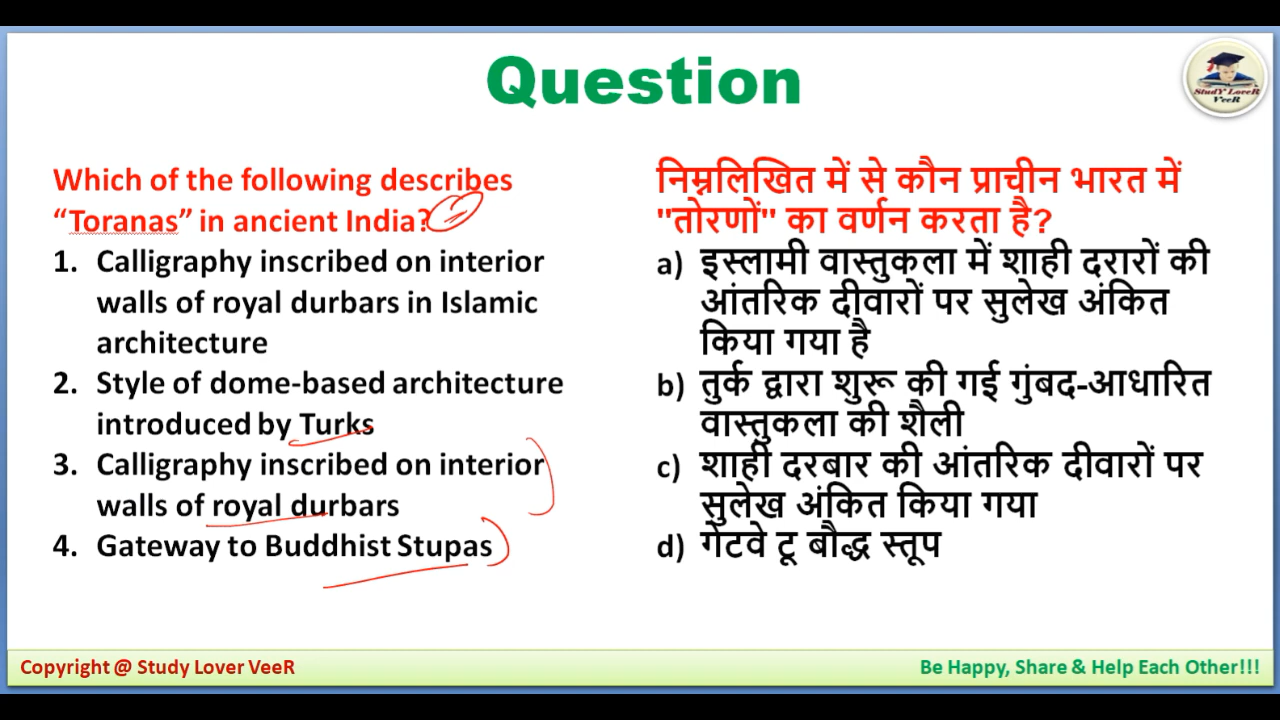 Question
StudY LoveR
VeeR
Which of the following describes
“Toranas” in ancient India?
1. Calligraphy inscribed on interior
walls of royal durbars in Islamic
architecture
2. Style of dome-based architecture
introduced by Turks
3. Calligraphy inscribed on interior
walls of royal durbars
4. Gateway to Buddhist Stupas
निम्नलिखित में से कौन प्राचीन भारत में
"तोरणों" का वर्णन करता है?
a) इस्लामी वास्तुकला में शाही दरारों की
आंतरिक दीवारों पर सुलेख अंकित
किया गया है
b) तुर्क द्वारा शुरू की गई गुंबद-आधारित
वास्तुकला की शैली
c) शाही दरबार की आंतरिक दीवारों पर
सुलेख अंकित किया गया
d) गेटवे टू बौद्ध स्तूप
Copyright @ Study Lover VeeR
Be Happy, Share & Help Each Other!!!